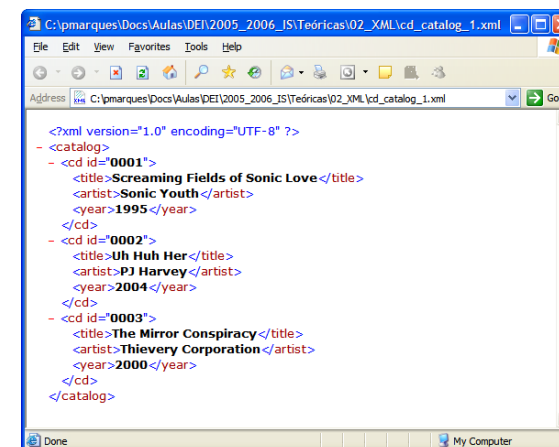 C:\pmarques\Docs\Aulas\DEI\2005_2006_IS\Teóricas\02_XML\cd_catalog_1.xml
File Edit View Favorites Tools Help
Address C:\pmarques\Docs\Aulas\DEI\2005_2006_IS\Teóricas\02_XML\cd_catalog_1.xml Go
<?xml version="1.0" encoding="UTF-8" ?>
- <catalog>
- <cd id="0001">
<title>Screaming Fields of Sonic Love</title>
<artist>Sonic Youth</artist>
<year>1995</year>
</cd>
- <cd id="0002">
<title>Uh Huh Her</title>
<artist>PJ Harvey</artist>
<year>2004</year>
</cd>
- <cd id="0003">
<title>The Mirror Conspiracy</title>
<artist>Thievery Corporation</artist>
<year>2000</year>
</cd>
</catalog>
Done My Computer